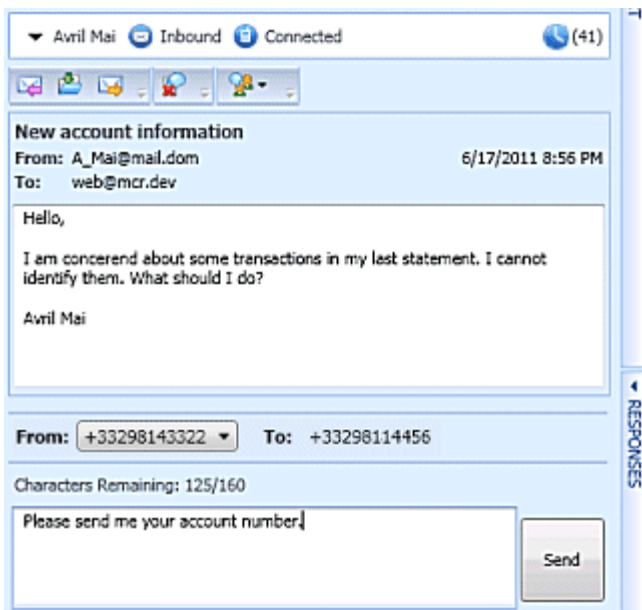 Avril Mai Inbound Connected (41)
New account information
From: A_Mai@mail.dom 6/17/2011 8:56 PM
To: web@mcr.dev
Hello,
I am concerend about some transactions in my last statement. I cannot
identify them. What should I do?
Avril Mai
RESPONSES
From: +33298143322 To: +33298114456
Characters Remaining: 125/160
Please send me your account number.
Send